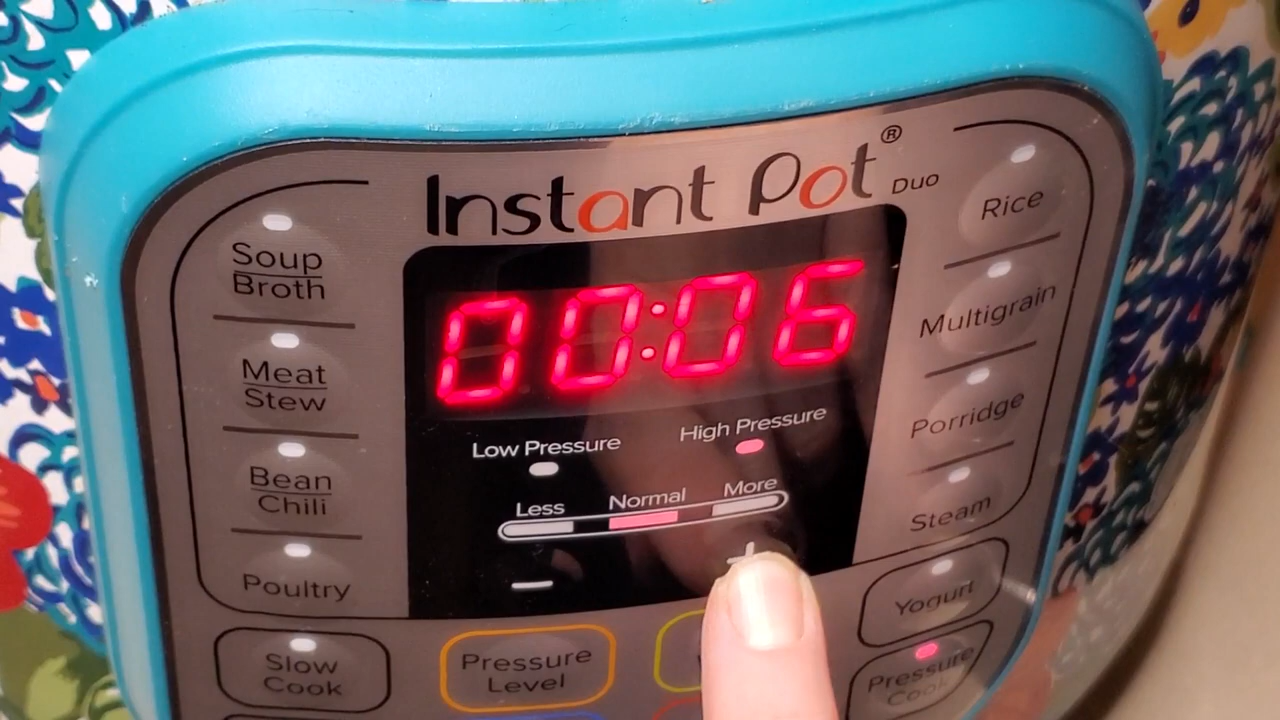 Instant Pot® Duo
00:06
Low Pressure
High Pressure
Less
Normal
More
+
−
Soup
Broth
Meat
Stew
Bean
Chili
Poultry
Slow
Cook
Pressure
Level
Rice
Multigrain
Porridge
Steam
Yogurt
Pressure
Cook